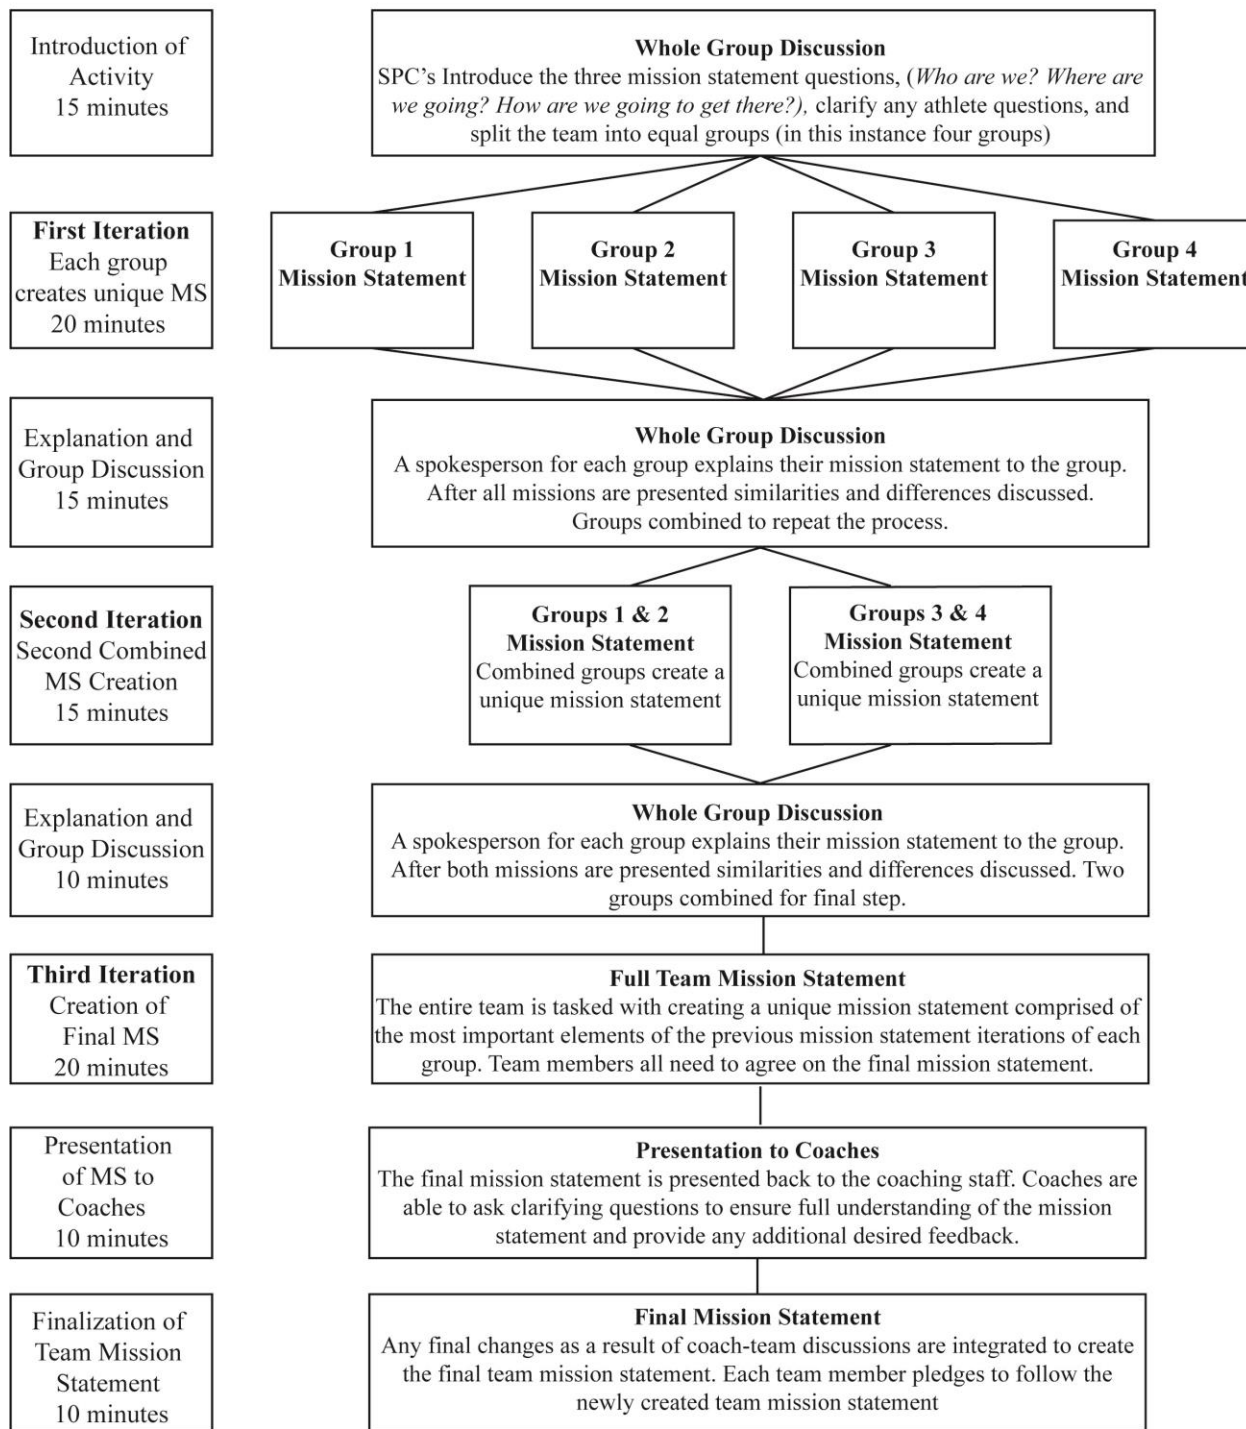 Introduction of
Activity
15 minutes
Whole Group Discussion
SPC's Introduce the three mission statement questions, (Who are we? Where are
we going? How are we going to get there?), clarify any athlete questions, and
split the team into equal groups (in this instance four groups)
First Iteration
Each group
creates unique MS
20 minutes
Group 1
Mission Statement
Group 2
Mission Statement
Group 3
Mission Statement
Group 4
Mission Statement
Explanation and
Group Discussion
15 minutes
Whole Group Discussion
A spokesperson for each group explains their mission statement to the group.
After all missions are presented similarities and differences discussed.
Groups combined to repeat the process.
Second Iteration
Second Combined
MS Creation
15 minutes
Groups 1 & 2
Mission Statement
Combined groups create a
unique mission statement
Groups 3 & 4
Mission Statement
Combined groups create a
unique mission statement
Explanation and
Group Discussion
10 minutes
Whole Group Discussion
A spokesperson for each group explains their mission statement to the group.
After both missions are presented similarities and differences discussed. Two
groups combined for final step.
Third Iteration
Creation of
Final MS
20 minutes
Full Team Mission Statement
The entire team is tasked with creating a unique mission statement comprised of
the most important elements of the previous mission statement iterations of each
group. Team members all need to agree on the final mission statement.
Presentation
of MS to
Coaches
10 minutes
Presentation to Coaches
The final mission statement is presented back to the coaching staff. Coaches are
able to ask clarifying questions to ensure full understanding of the mission
statement and provide any additional desired feedback.
Finalization of
Team Mission
Statement
10 minutes
Final Mission Statement
Any final changes as a result of coach-team discussions are integrated to create
the final team mission statement. Each team member pledges to follow the
newly created team mission statement